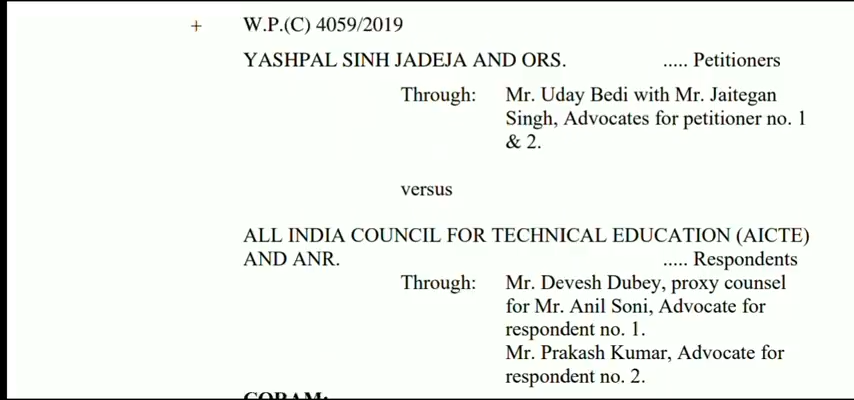 + W.P.(C) 4059/2019
YASHPAL SINH JADEJA AND ORS. ..... Petitioners
Through: Mr. Uday Bedi with Mr. Jaitegan
Singh, Advocates for petitioner no. 1
& 2.
versus
ALL INDIA COUNCIL FOR TECHNICAL EDUCATION (AICTE)
AND ANR. ..... Respondents
Through: Mr. Devesh Dubey, proxy counsel
for Mr. Anil Soni, Advocate for
respondent no. 1.
Mr. Prakash Kumar, Advocate for
respondent no. 2.
CORAM: